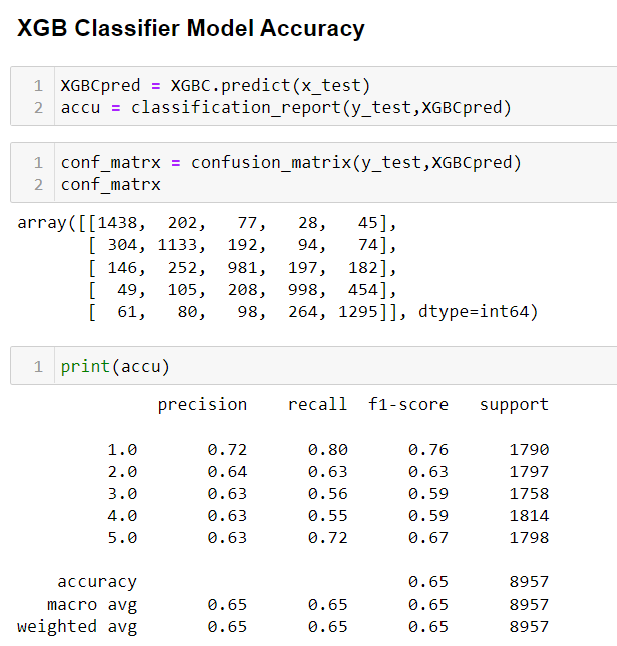 XGB Classifier Model Accuracy
1 XGBCpred = XGBC.predict(x_test)
2 accu = classification_report(y_test,XGBCpred)
1 conf_matrx = confusion_matrix(y_test,XGBCpred)
2 conf_matrx
array([[1438, 202, 77, 28, 45],
[ 304, 1133, 192, 94, 74],
[ 146, 252, 981, 197, 182],
[ 49, 105, 208, 998, 454],
[ 61, 80, 98, 264, 1295]], dtype=int64)
1 print(accu)
precision recall f1-score support
1.0 0.72 0.80 0.76 1790
2.0 0.64 0.63 0.63 1797
3.0 0.63 0.56 0.59 1758
4.0 0.63 0.55 0.59 1814
5.0 0.63 0.72 0.67 1798
accuracy 0.65 8957
macro avg 0.65 0.65 0.65 8957
weighted avg 0.65 0.65 0.65 8957